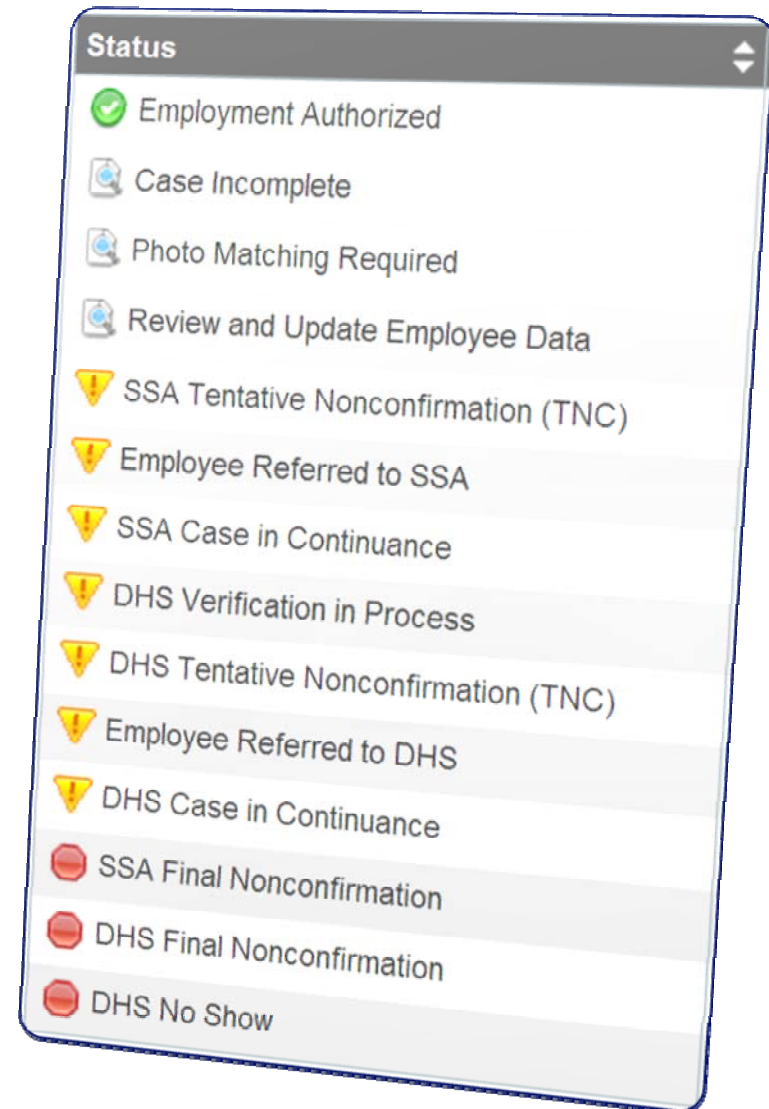 Status
Employment Authorized
Case Incomplete
Photo Matching Required
Review and Update Employee Data
SSA Tentative Nonconfirmation (TNC)
Employee Referred to SSA
SSA Case in Continuance
DHS Verification in Process
DHS Tentative Nonconfirmation (TNC)
Employee Referred to DHS
DHS Case in Continuance
SSA Final Nonconfirmation
DHS Final Nonconfirmation
DHS No Show